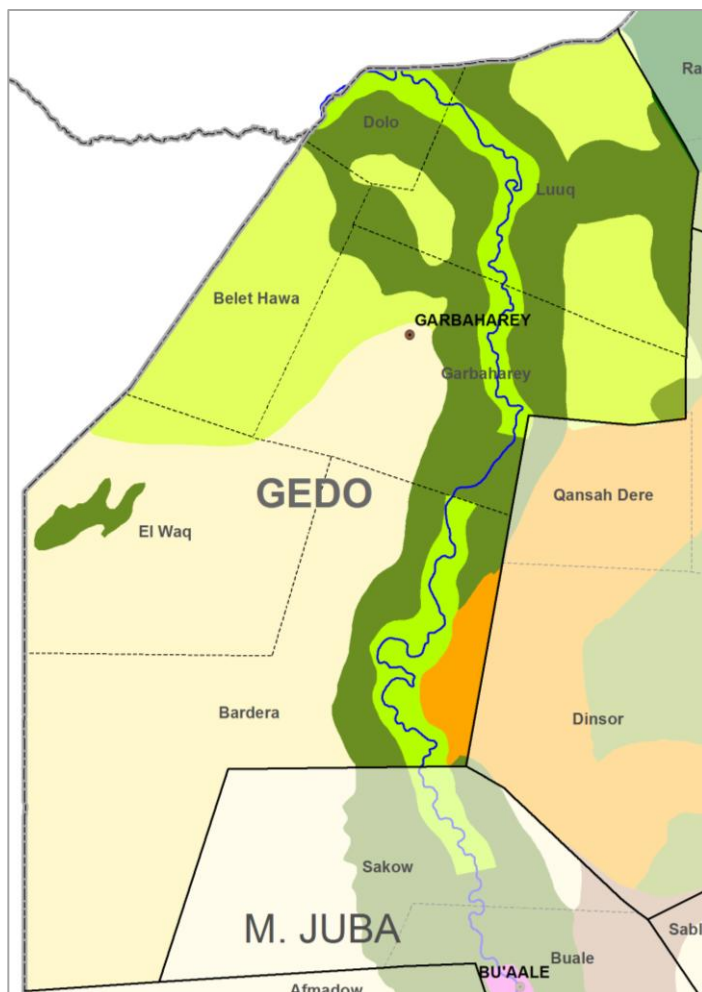 Ra
Dolo
Luuq
Belet Hawa
GARBAHAREY
Garbaharey
GEDO
Qansah Dere
El Waq
Bardera
Dinsor
Sakow
M. JUBA
Sabl
Buale
BU'AALE
Afmadow